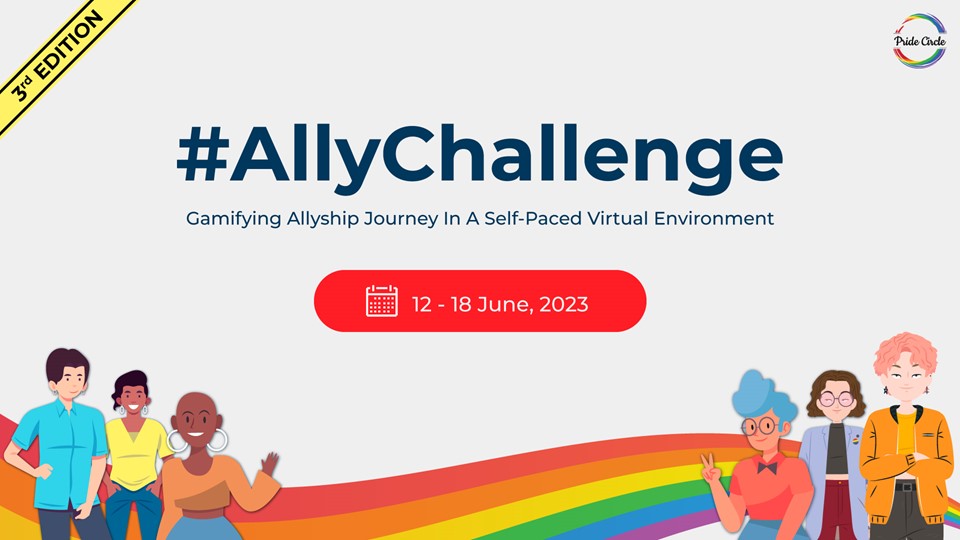 3rd EDITION
Pride Circle
#AllyChallenge
Gamifying Allyship Journey In A Self-Paced Virtual Environment
12 - 18 June, 2023